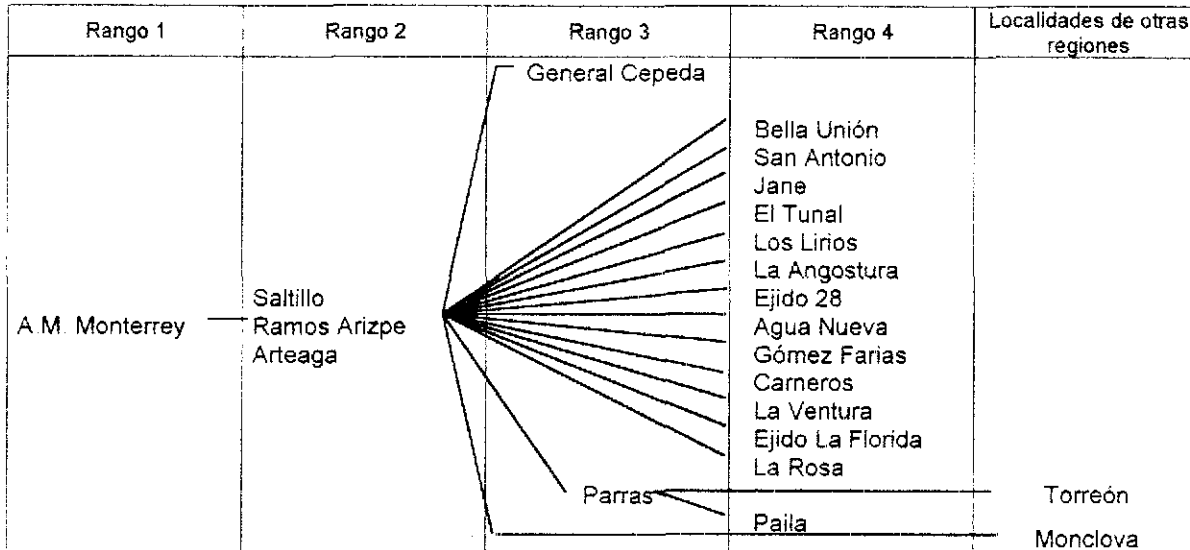 Rango 1
Rango 2
Rango 3
Rango 4
Localidades de otras
regiones
General Cepeda
Bella Unión
San Antonio
Jane
El Tunal
Los Lirios
La Angostura
Saltillo
Ejido 28
A.M. Monterrey
Ramos Arizpe
Agua Nueva
Arteaga
Gómez Farias
Carneros
La Ventura
Ejido La Florida
La Rosa
Parras
Torreón
Paila
Monclova